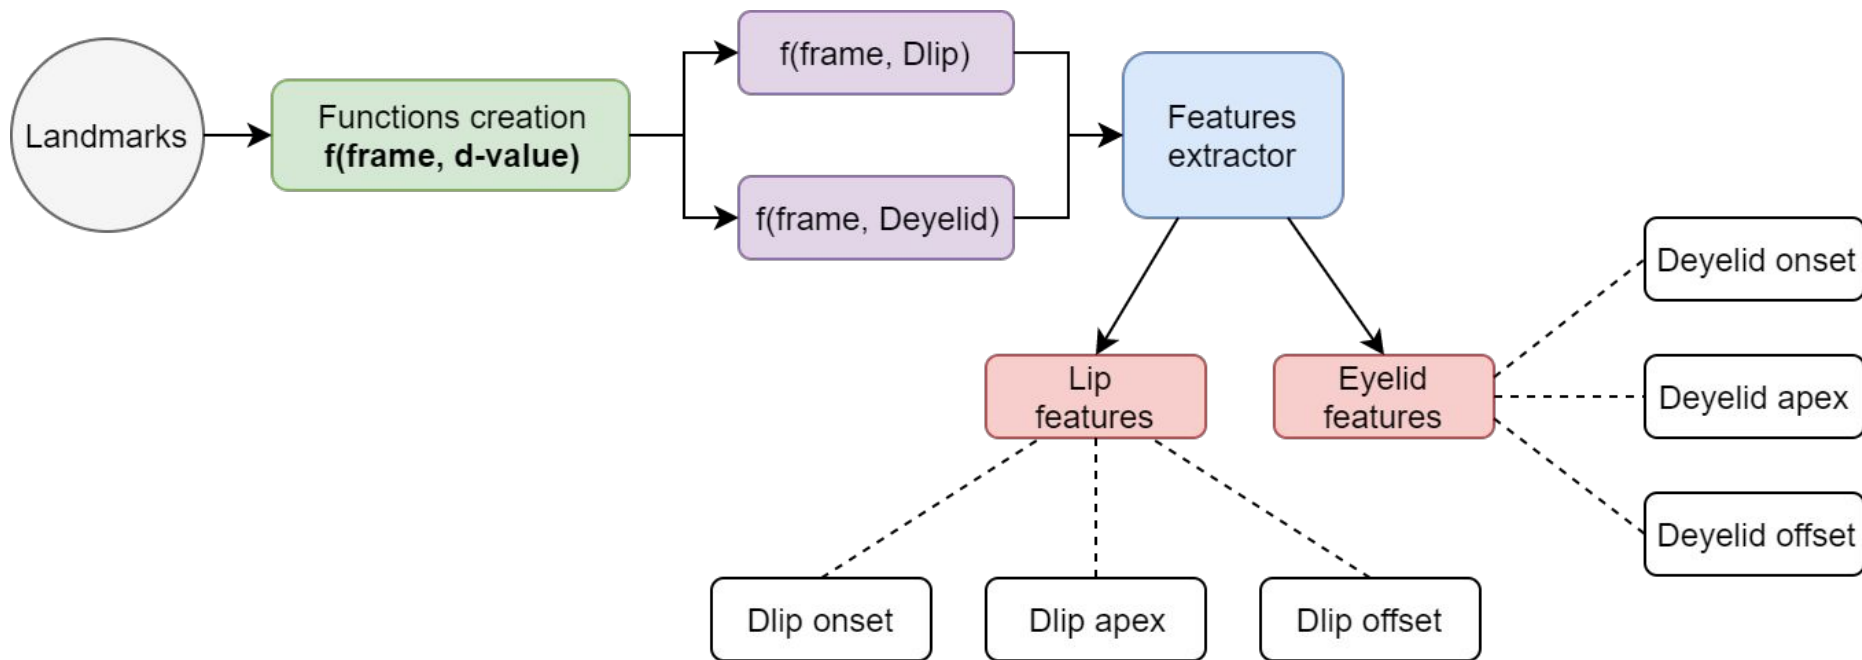 Landmarks
Functions creation
f(frame, d-value)
f(frame, Dlip)
f(frame, Deyelid)
Features
extractor
Lip
features
Eyelid
features
Deyelid onset
Deyelid apex
Deyelid offset
Dlip onset
Dlip apex
Dlip offset